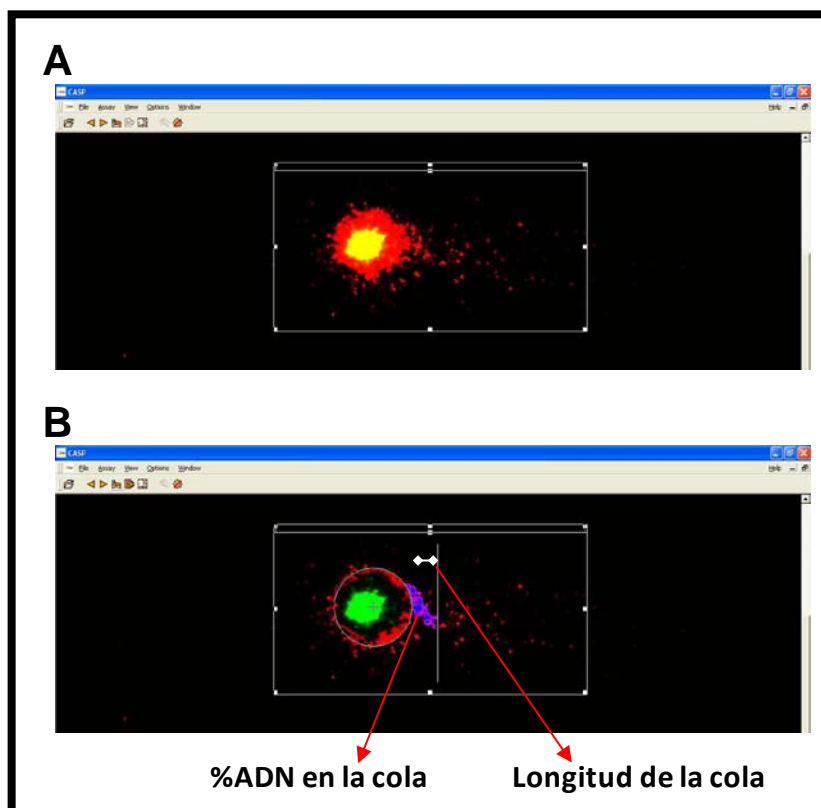 A
CASP
File Assay View Options Window Help
B
CASP
File Assay View Options Window Help
%ADN en la cola Longitud de la cola